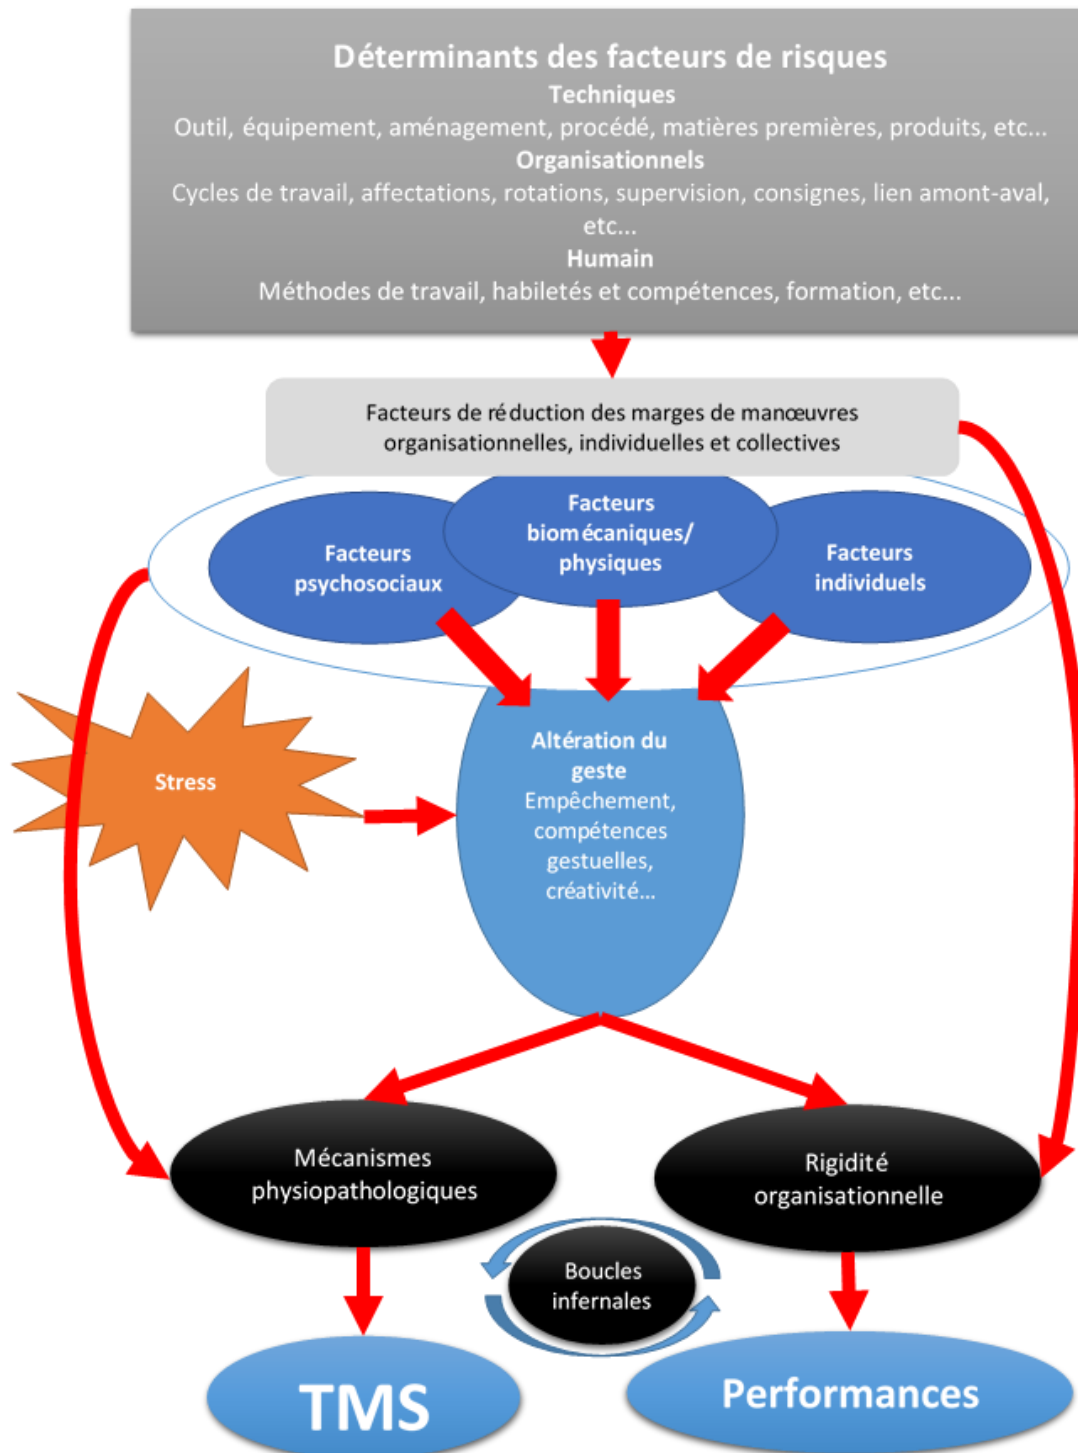 Déterminants des facteurs de risques
Techniques
Outil, équipement, aménagement, procédé, matières premières, produits, etc...
Organisationnels
Cycles de travail, affectations, rotations, supervision, consignes, lien amont-aval,
etc...
Humain
Méthodes de travail, habiletés et compétences, formation, etc...
Facteurs de réduction des marges de manœuvres
organisationnelles, individuelles et collectives
Facteurs
psychosociaux
Facteurs
biomécaniques/
physiques
Facteurs
individuels
Stress
Altération du
geste
Empêchement,
compétences
gestuelles,
créativité...
Mécanismes
physiopathologiques
Rigidité
organisationnelle
Boucles
infernales
TMS
Performances